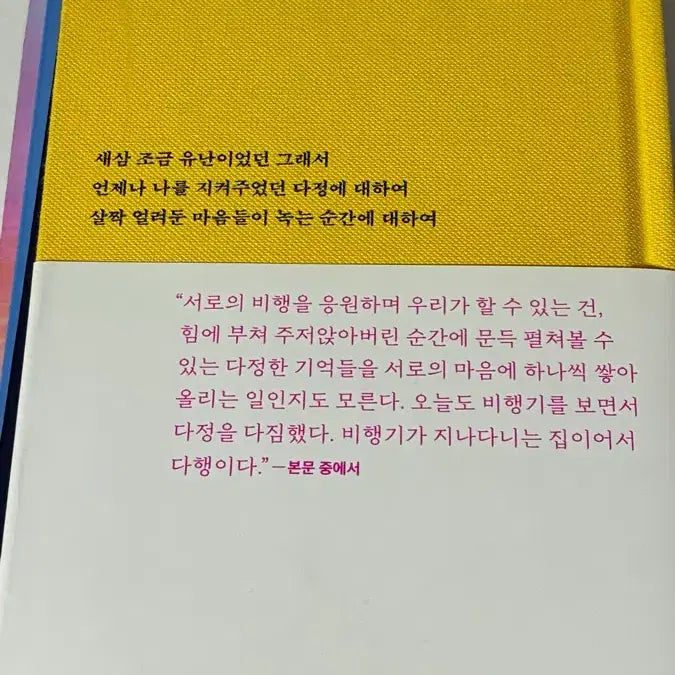 새삼 조금 유난이었던 그래서
언제나 나를 지켜주었던 다정에 대하여
살짝 얼려둔 마음들이 녹는 순간에 대하여
“서로의 비행을 응원하며 우리가 할 수 있는 건,
힘에 부쳐 주저앉아버린 순간에 문득 펼쳐볼 수
있는 다정한 기억들을 서로의 마음에 하나씩 쌓아
올리는 일인지도 모른다. 오늘도 비행기를 보면서
다정을 다짐했다. 비행기가 지나다니는 집이어서
다행이다.”—본문 중에서